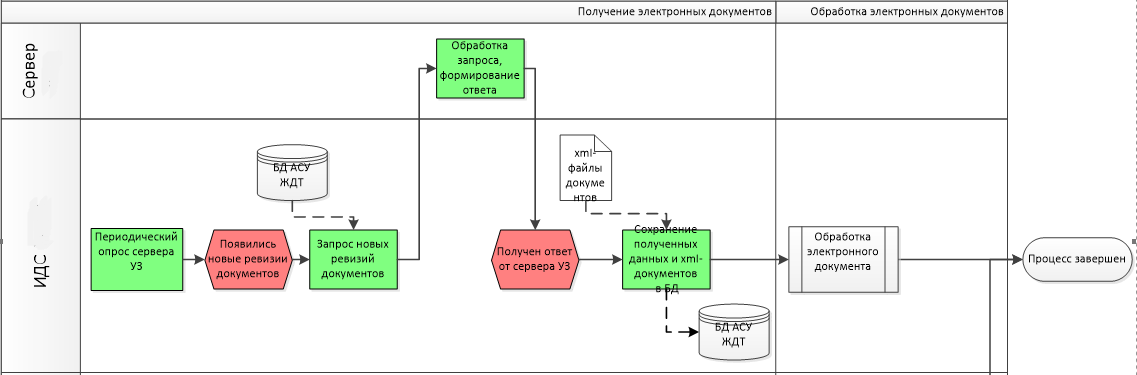 Получение электронных документов
Обработка электронных документов
Сервер
Обработка
запроса,
формирование
ответа
ИДС
БД АСУ
ЖДТ
xml-
файлы
докуме
нтов
Периодический
опрос сервера
УЗ
Появились
новые ревизии
документов
Запрос новых
ревизий
документов
Получен ответ
от сервера УЗ
Сохранение
полученных
данных и xml-
документов
в БД
Обработка
электронного
документа
Процесс завершен
БД АСУ
ЖДТ